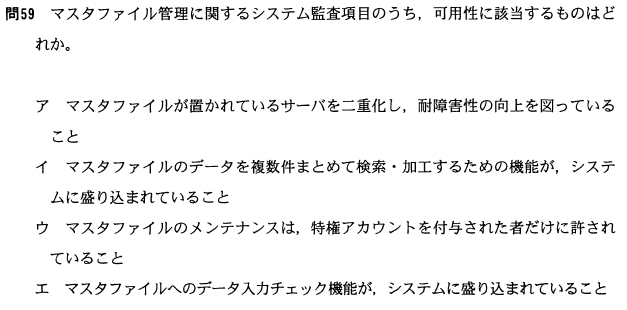 問59 マスタファイル管理に関するシステム監査項目のうち，可用性に該当するものはど
れか。
ア マスタファイルが置かれているサーバを二重化し，耐障害性の向上を図っている
こと
イ マスタファイルのデータを複数件まとめて検索・加工するための機能が，システ
ムに盛り込まれていること
ウ マスタファイルのメンテナンスは，特権アカウントを付与された者だけに許され
ていること
エ マスタファイルへのデータ入力チェック機能が，システムに盛り込まれていること